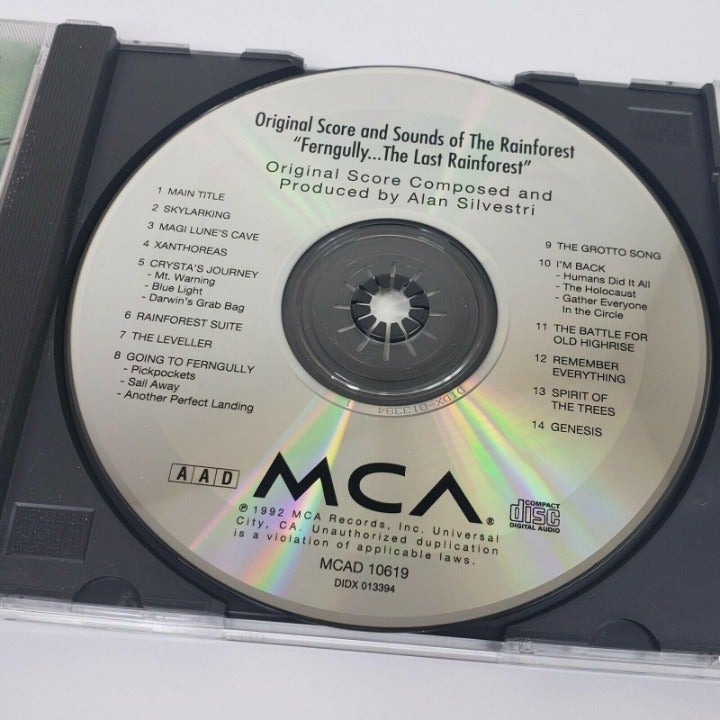 Original Score and Sounds of The Rainforest
"Ferngully...The Last Rainforest"
Original Score Composed and
Produced by Alan Silvestri
1 MAIN TITLE
2 SKYLARKING
3 MAGI LUNE'S CAVE
4 XANTHOREAS
5 CRYSTA'S JOURNEY
- Mt. Warning
- Blue Light
- Darwin's Grab Bag
6 RAINFOREST SUITE
7 THE LEVELLER
8 GOING TO FERNGULLY
- Pickpockets
- Sail Away
- Another Perfect Landing
9 THE GROTTO SONG
10 I'M BACK
- Humans Did It All
- The Holocaust
- Gather Everyone
In the Circle
11 THE BATTLE FOR
OLD HIGHRISE
12 REMEMBER
EVERYTHING
13 SPIRIT OF
THE TREES
14 GENESIS
DIDX-013394 1
AAD
MCA®
COMPACT
disc
DIGITAL AUDIO
℗ 1992 MCA Records, Inc. Universal
City, CA. Unauthorized duplication
is a violation of applicable laws.
MCAD 10619
DIDX 013394